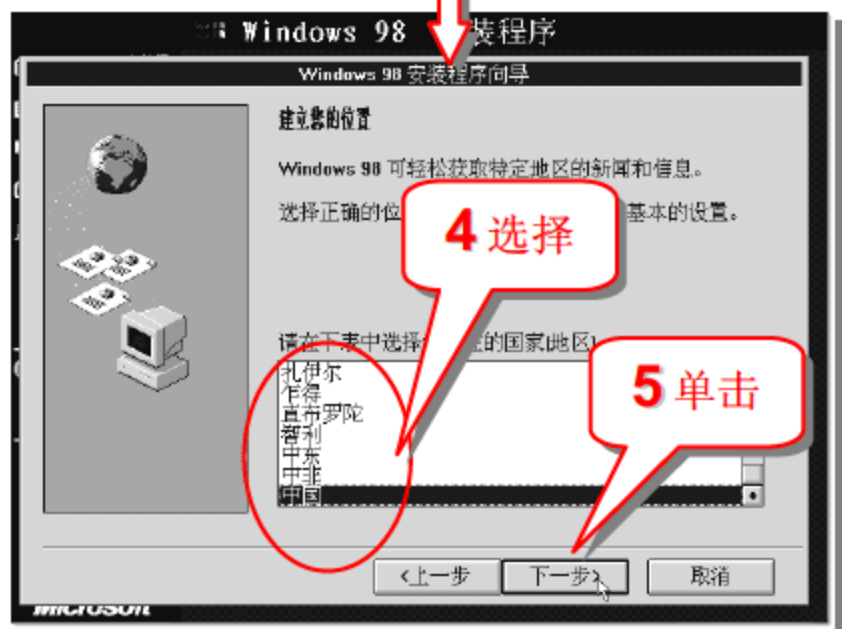 Windows 98 装程序
Windows 98 安装程序向导
建立您的位置
Windows 98 可轻松获取特定地区的新闻和信息。
选择正确的位 基本的设置。
4 选择
请在下表中选择 的国家(地区)
扎伊尔
乍得
直布罗陀
智利
中东
中非
中国
5 单击
<上一步
下一步>
取消
Microsoft